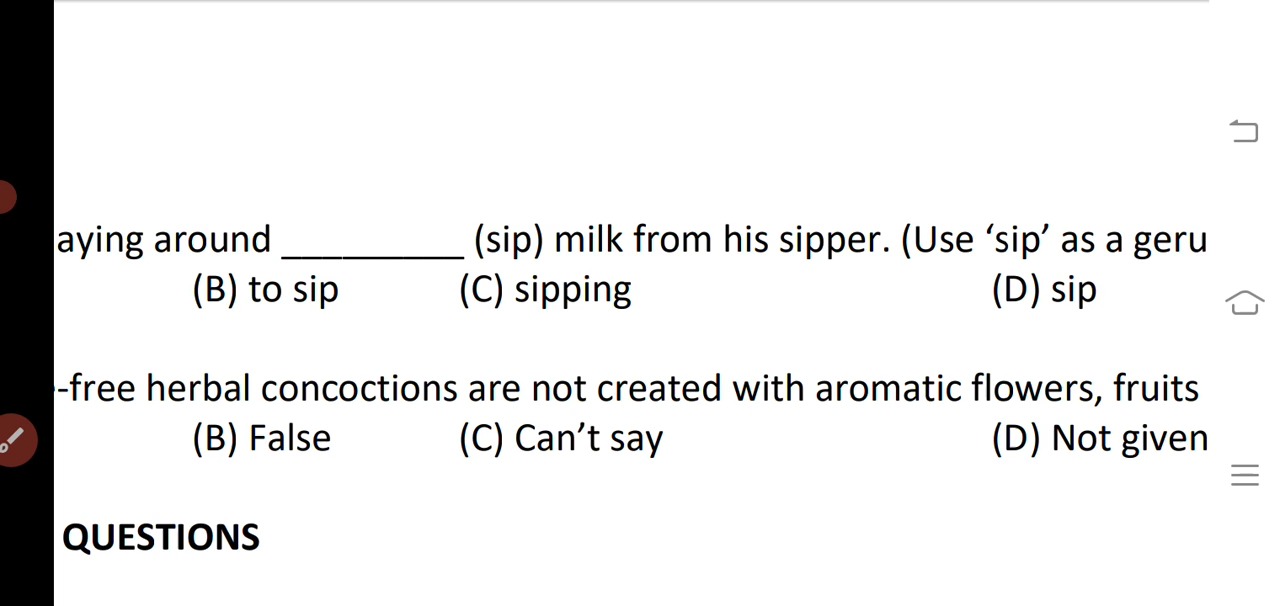 aying around _________ (sip) milk from his sipper. (Use ‘sip’ as a geru
(B) to sip (C) sipping (D) sip
-free herbal concoctions are not created with aromatic flowers, fruits
(B) False (C) Can’t say (D) Not given
QUESTIONS